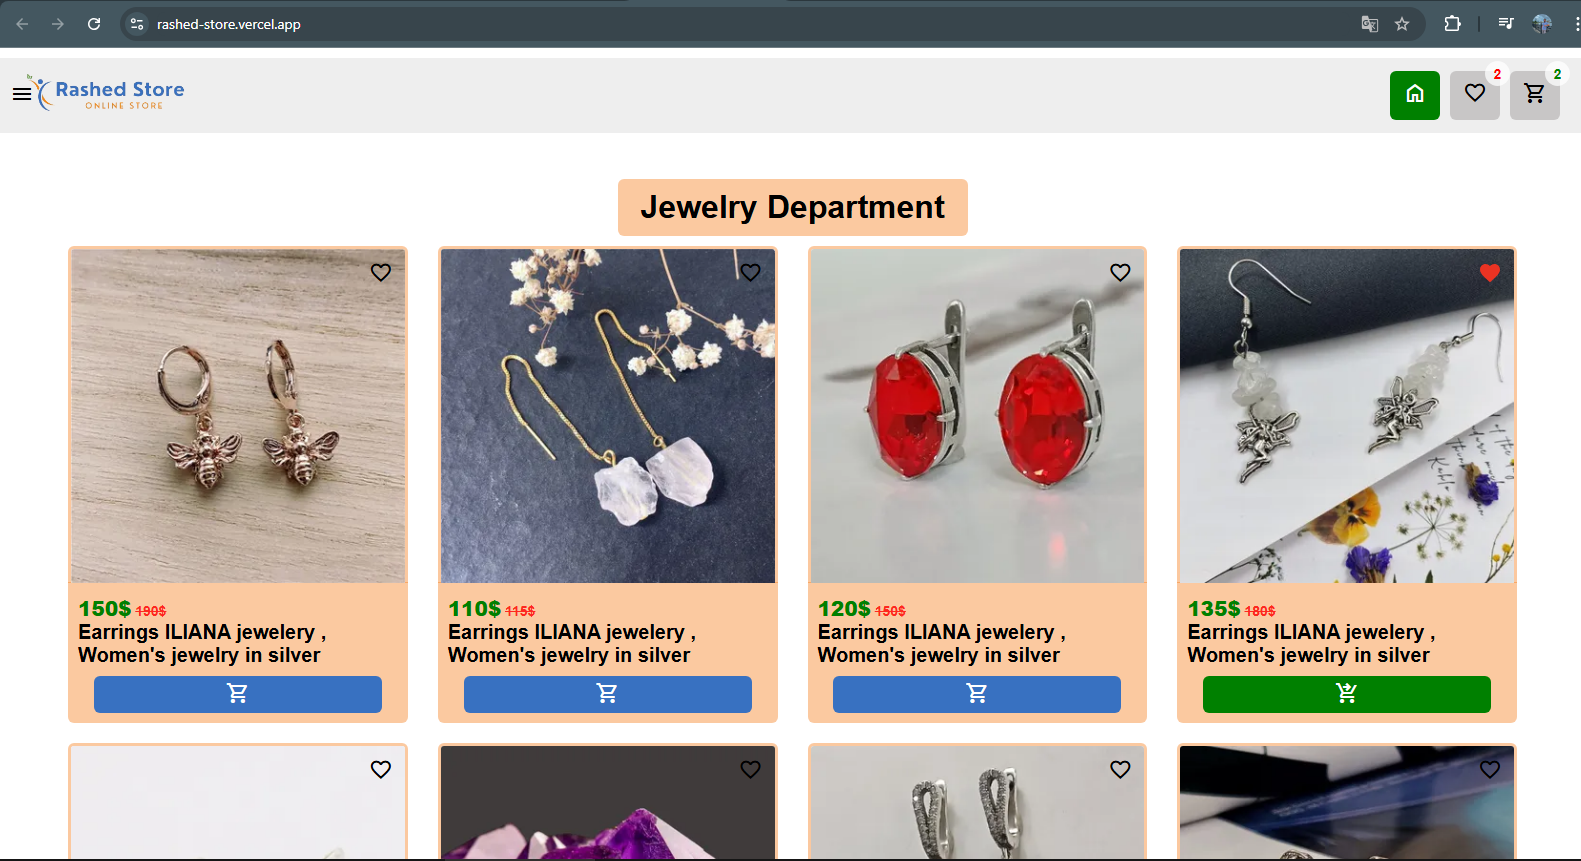 rashed-store.vercel.app
Rashed Store
ONLINE STORE
2
2
Jewelry Department
150$ 190$
Earrings ILIANA jewelery ,
Women's jewelry in silver
110$ 115$
Earrings ILIANA jewelery ,
Women's jewelry in silver
120$ 150$
Earrings ILIANA jewelery ,
Women's jewelry in silver
135$ 180$
Earrings ILIANA jewelery ,
Women's jewelry in silver